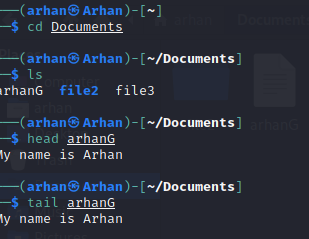 ──(arhan㉿Arhan)-[~]
─$ cd Documents
──(arhan㉿Arhan)-[~/Documents]
─$ ls
arhanG file2 file3
──(arhan㉿Arhan)-[~/Documents]
─$ head arhanG
My name is Arhan
──(arhan㉿Arhan)-[~/Documents]
─$ tail arhanG
My name is Arhan